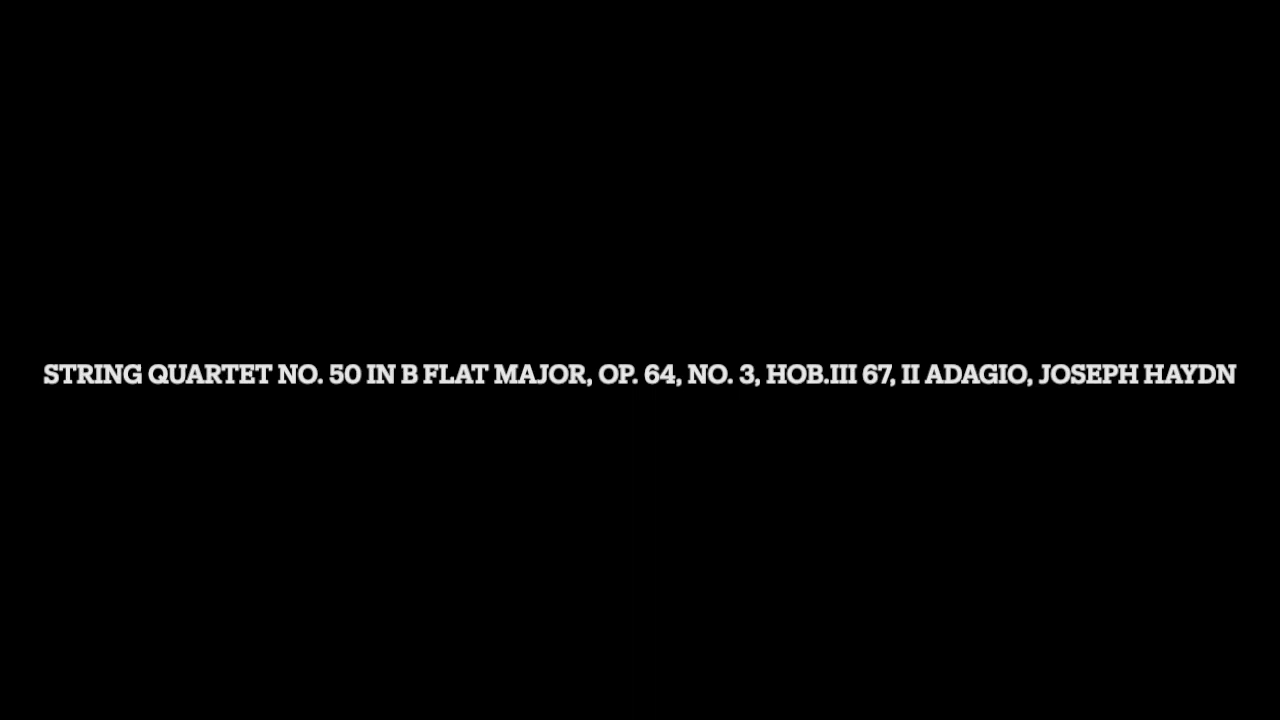 STRING QUARTET NO. 50 IN B FLAT MAJOR, OP. 64, NO. 3, HOB.III 67, II ADAGIO, JOSEPH HAYDN